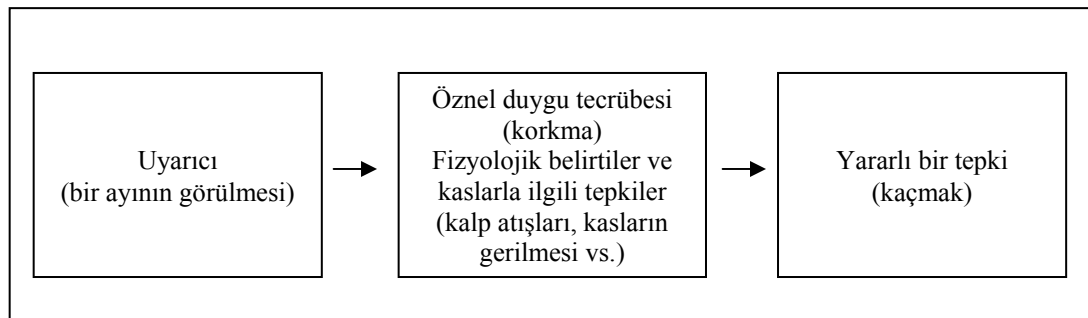 Uyarıcı
(bir ayının görülmesi)
Öznel duygu tecrübesi
(korkma)
Fizyolojik belirtiler ve
kaslarla ilgili tepkiler
(kalp atışları, kasların
gerilmesi vs.)
Yararlı bir tepki
(kaçmak)